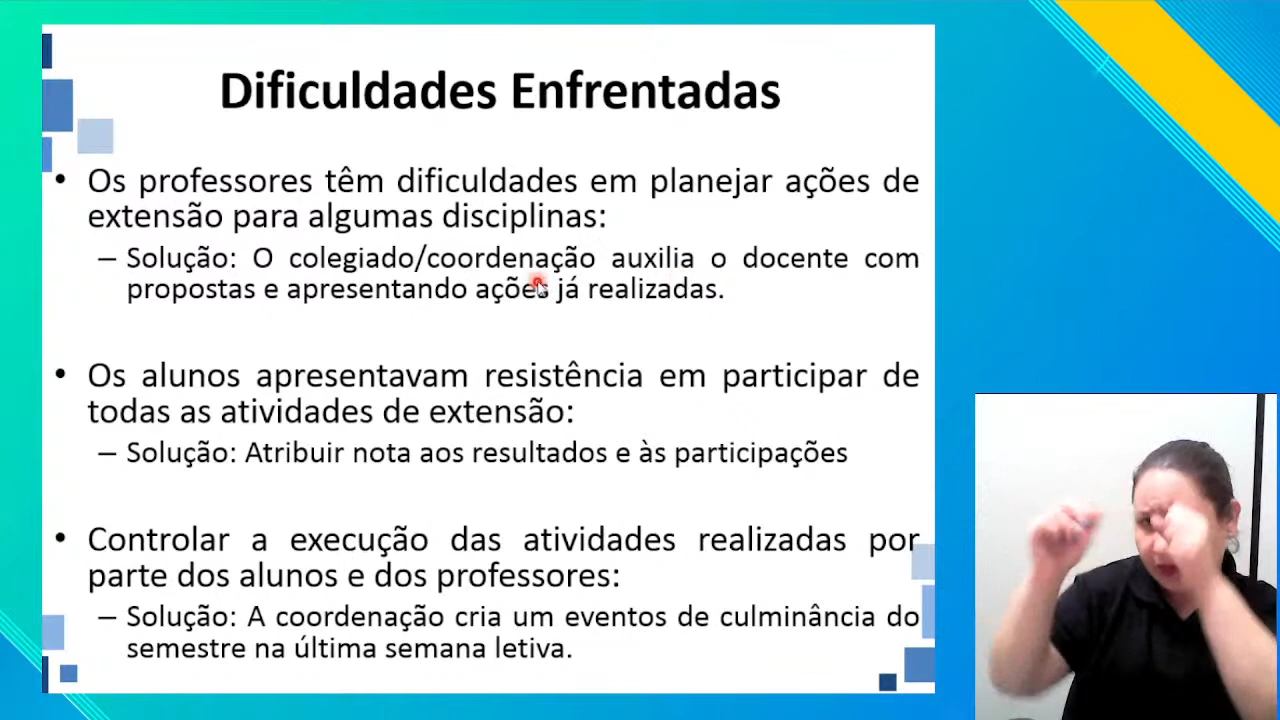 Dificuldades Enfrentadas
• Os professores têm dificuldades em planejar ações de
extensão para algumas disciplinas:
– Solução: O colegiado/coordenação auxilia o docente com
propostas e apresentando ações já realizadas.
• Os alunos apresentavam resistência em participar de
todas as atividades de extensão:
– Solução: Atribuir nota aos resultados e às participações
• Controlar a execução das atividades realizadas por
parte dos alunos e dos professores:
– Solução: A coordenação cria um eventos de culminância do
semestre na última semana letiva.